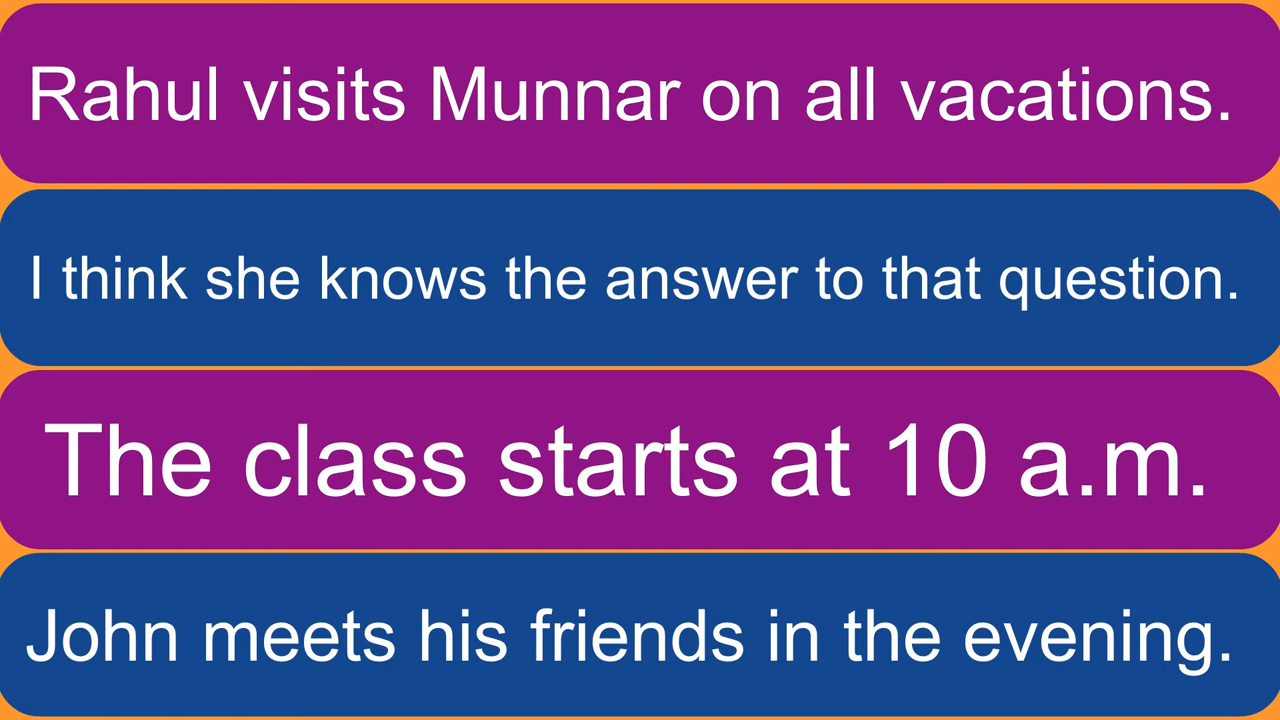 Rahul visits Munnar on all vacations.
I think she knows the answer to that question.
The class starts at 10 a.m.
John meets his friends in the evening.